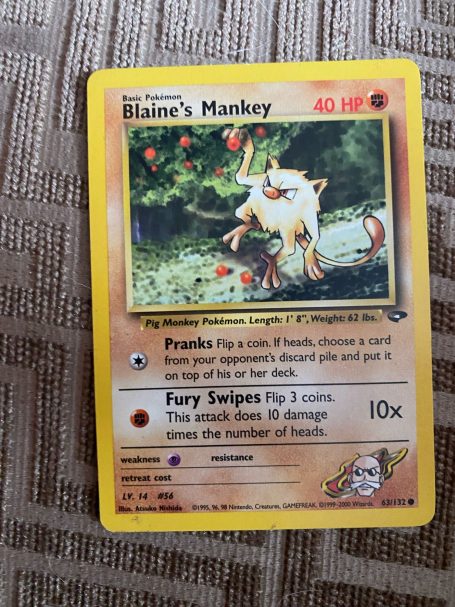 Basic Pokémon
Blaine's Mankey
40 HP
Pig Monkey Pokémon. Length: 1' 8", Weight: 62 lbs.
Pranks Flip a coin. If heads, choose a card
from your opponent's discard pile and put it
on top of his or her deck.
Fury Swipes Flip 3 coins.
This attack does 10 damage
times the number of heads.
10x
weakness
resistance
retreat cost
LV. 14 #56
Illus. Atsuko Nishida
©1995, 96, 98 Nintendo, Creatures, GAMEFREAK. ©1999-2000 Wizards.
63/132